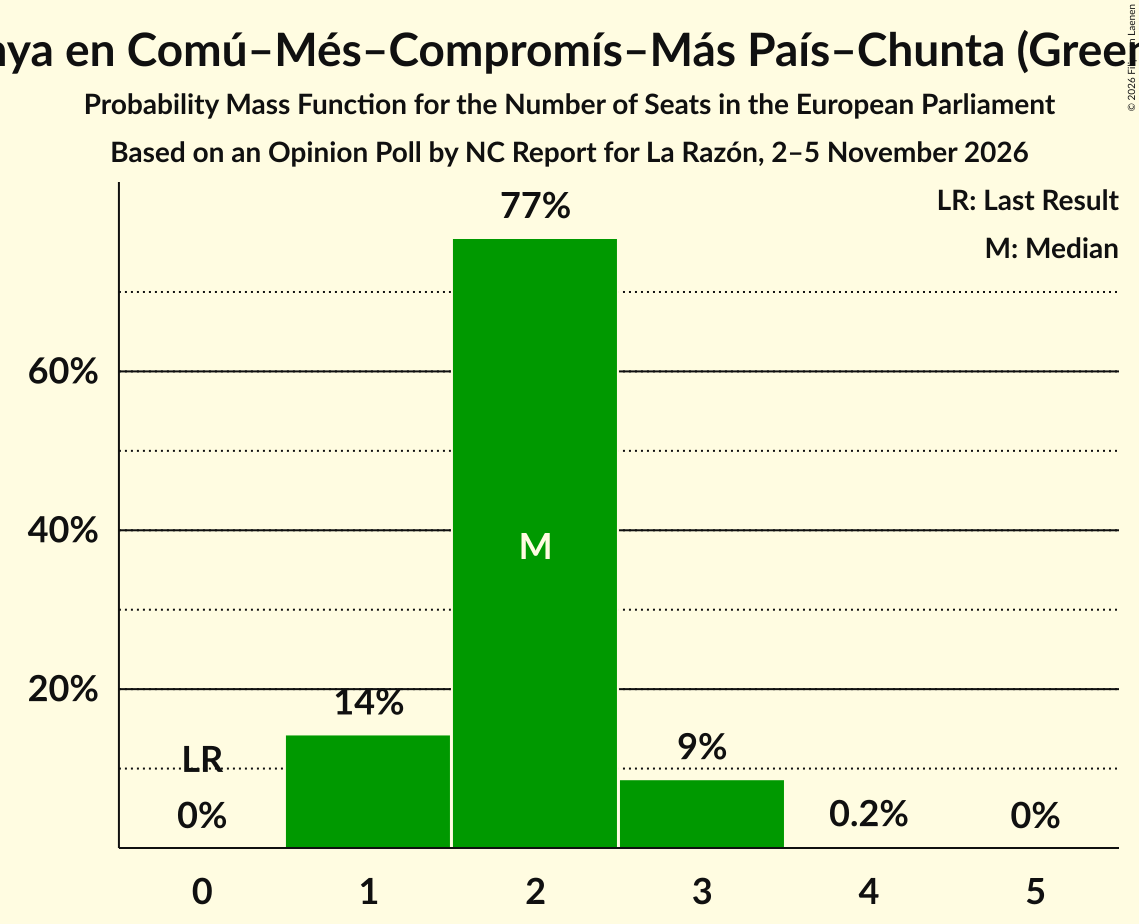 en Comú–Més–Compromís–Más País–Chunta
Probability Mass Function for the Number of Seats in the European Parliament
Based on an Opinion Poll by NC Report for La Razón, 2–5 November 2026
© 2026 Laenen
LR: Last Result
M: Median
77%
60%
40%
M
20%
14%
LR
9%
0%
0.2%
0%
0 1 2 3 4 5